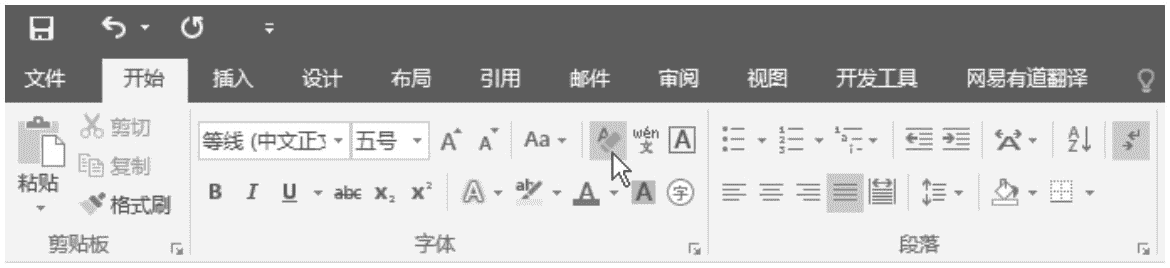 文件 开始 插入 设计 布局 引用 邮件 审阅 视图 开发工具 网易有道翻译
剪切
等线 (中文正文 五号 A A Aa A wén 文 A A Z
复制
粘贴
格式刷
B I U abc X₂ X² A ab A A 字
剪贴板 字体 段落